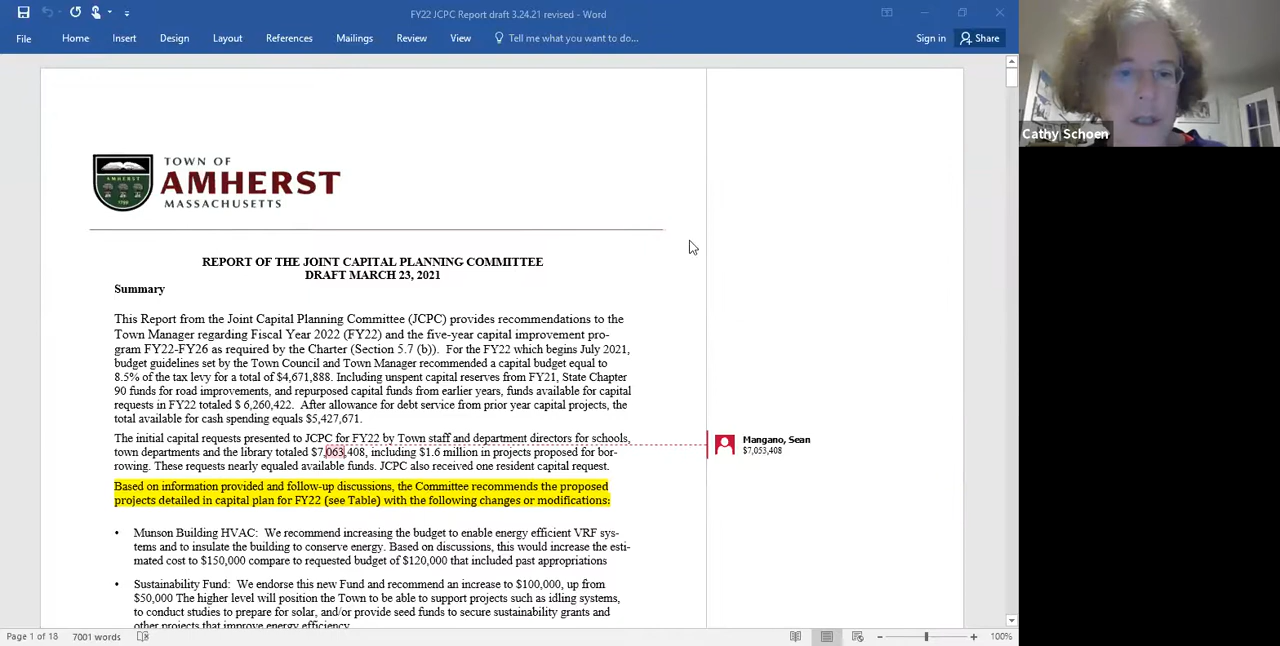 FY22 JCPC Report draft 3.24.21 revised - Word
File Home Insert Design Layout References Mailings Review View Tell me what you want to do... Sign in Share
Cathy Schoen
TOWN OF
AMHERST
MASSACHUSETTS
REPORT OF THE JOINT CAPITAL PLANNING COMMITTEE
DRAFT MARCH 23, 2021
Summary
This Report from the Joint Capital Planning Committee (JCPC) provides recommendations to the
Town Manager regarding Fiscal Year 2022 (FY22) and the five-year capital improvement pro-
gram FY22-FY26 as required by the Charter (Section 5.7 (b)). For the FY22 which begins July 2021,
budget guidelines set by the Town Council and Town Manager recommended a capital budget equal to
8.5% of the tax levy for a total of $4,671,888. Including unspent capital reserves from FY21, State Chapter
90 funds for road improvements, and repurposed capital funds from earlier years, funds available for capital
requests in FY22 totaled $ 6,260,422. After allowance for debt service from prior year capital projects, the
total available for cash spending equals $5,427,671.
The initial capital requests presented to JCPC for FY22 by Town staff and department directors for schools,
town departments and the library totaled $7,063,408, including $1.6 million in projects proposed for bor-
rowing. These requests nearly equaled available funds. JCPC also received one resident capital request.
Mangano, Sean
$7,053,408
Based on information provided and follow-up discussions, the Committee recommends the proposed
projects detailed in capital plan for FY22 (see Table) with the following changes or modifications:
• Munson Building HVAC: We recommend increasing the budget to enable energy efficient VRF sys-
tems and to insulate the building to conserve energy. Based on discussions, this would increase the esti-
mated cost to $150,000 compare to requested budget of $120,000 that included past appropriations
• Sustainability Fund: We endorse this new Fund and recommend an increase to $100,000, up from
$50,000 The higher level will position the Town to be able to support projects such as idling systems,
to conduct studies to prepare for solar, and/or provide seed funds to secure sustainability grants and
other projects that improve energy efficiency
Page 1 of 18 7001 words 100%